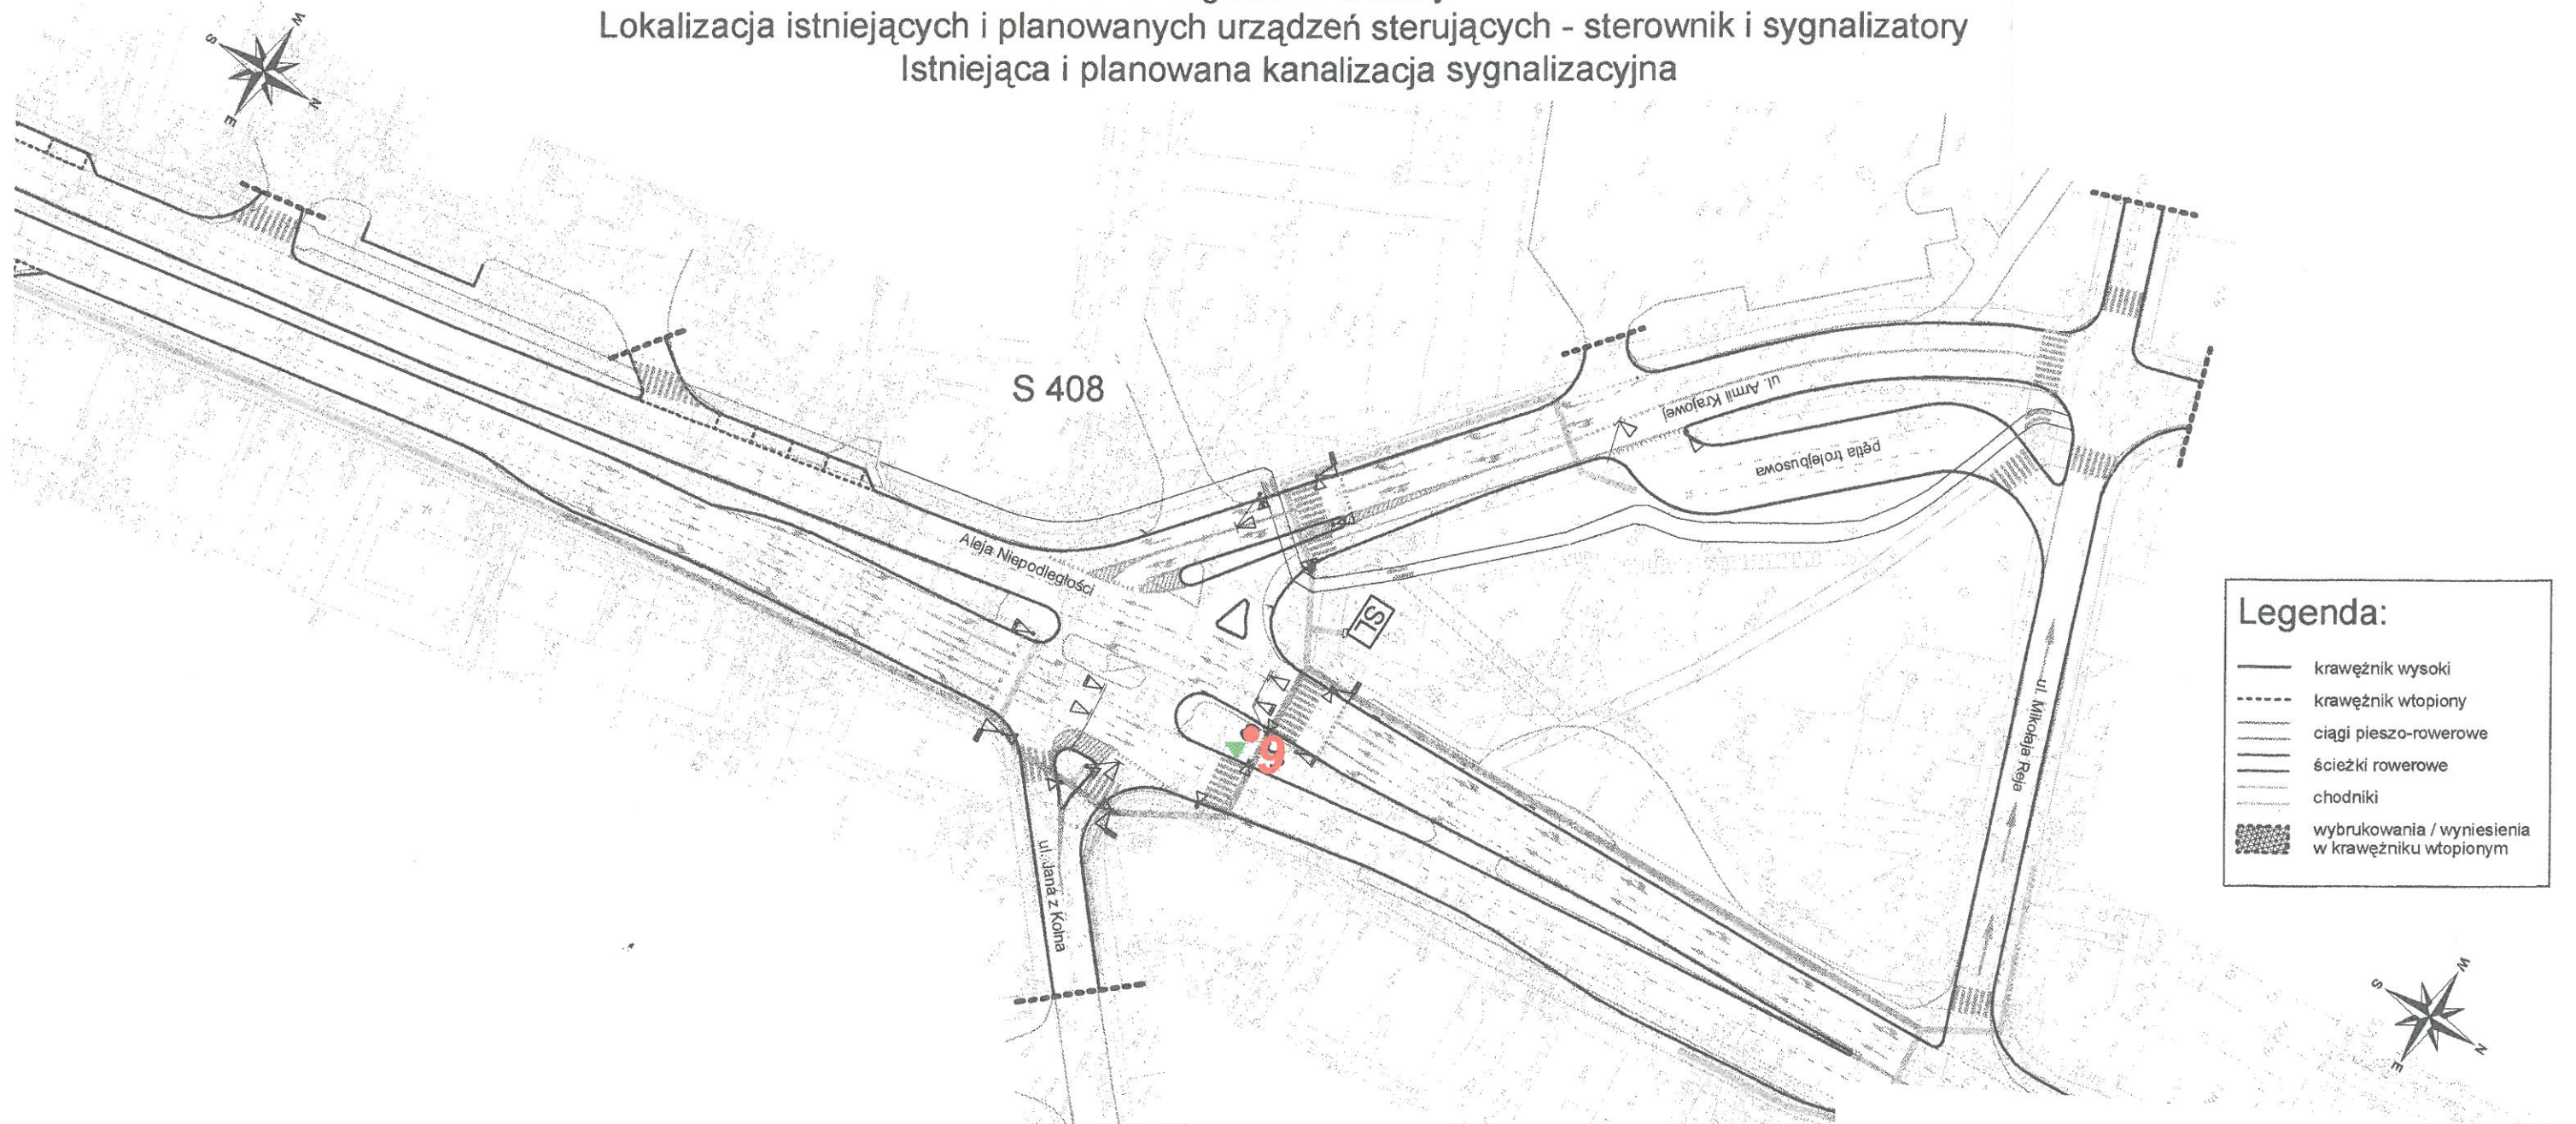 Lokalizacja istniejących i planowanych urządzeń sterujących - sterownik i sygnalizatory
Istniejąca i planowana kanalizacja sygnalizacyjna
W
S
N
E
S 408
ul. Armii Krajowej
pętla trolejbusowa
Aleja Niepodległości
SL
9
ul. Mikołaja Reja
ul. Jana z Kolna
Legenda:
krawężnik wysoki
krawężnik wtopiony
ciągi pieszo-rowerowe
ścieżki rowerowe
chodniki
wybrukowania / wyniesienia
w krawężniku wtopionym
W
S
N
E